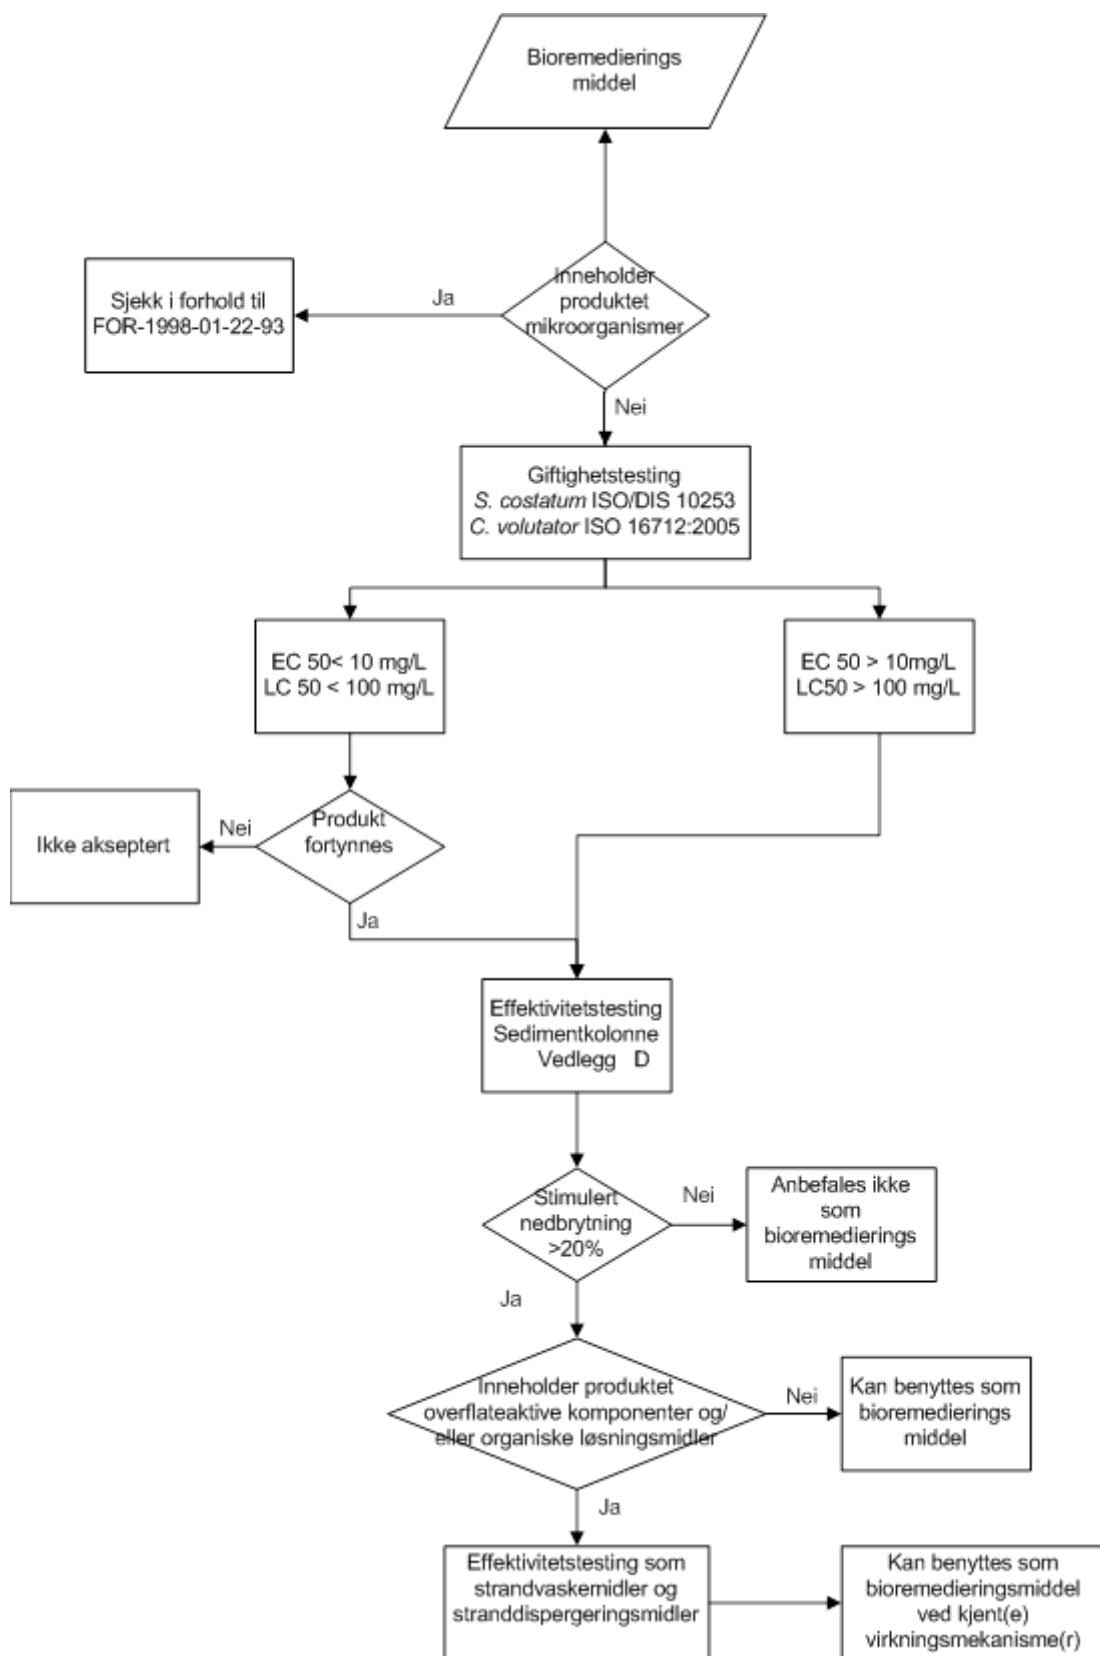 Bioremedierings
middel
Inneholder
produktet
mikroorganismer
Ja
Sjekk i forhold til
FOR-1998-01-22-93
Nei
Giftighetstesting
S. costatum ISO/DIS 10253
C. volutator ISO 16712:2005
EC 50< 10 mg/L
LC 50 < 100 mg/L
EC 50 > 10mg/L
LC50 > 100 mg/L
Produkt
fortynnes
Nei
Ikke akseptert
Ja
Effektivitetstesting
Sedimentkolonne
Vedlegg D
Stimulert
nedbrytning
>20%
Nei
Anbefales ikke
som
bioremedierings
middel
Ja
Inneholder produktet
overflateaktive komponenter og/
eller organiske løsningsmidler
Nei
Kan benyttes som
bioremedierings
middel
Ja
Effektivitetstesting som
strandvaskemidler og
stranddispergeringsmidler
Kan benyttes som
bioremedieringsmiddel
ved kjent(e)
virkningsmekanisme(r)